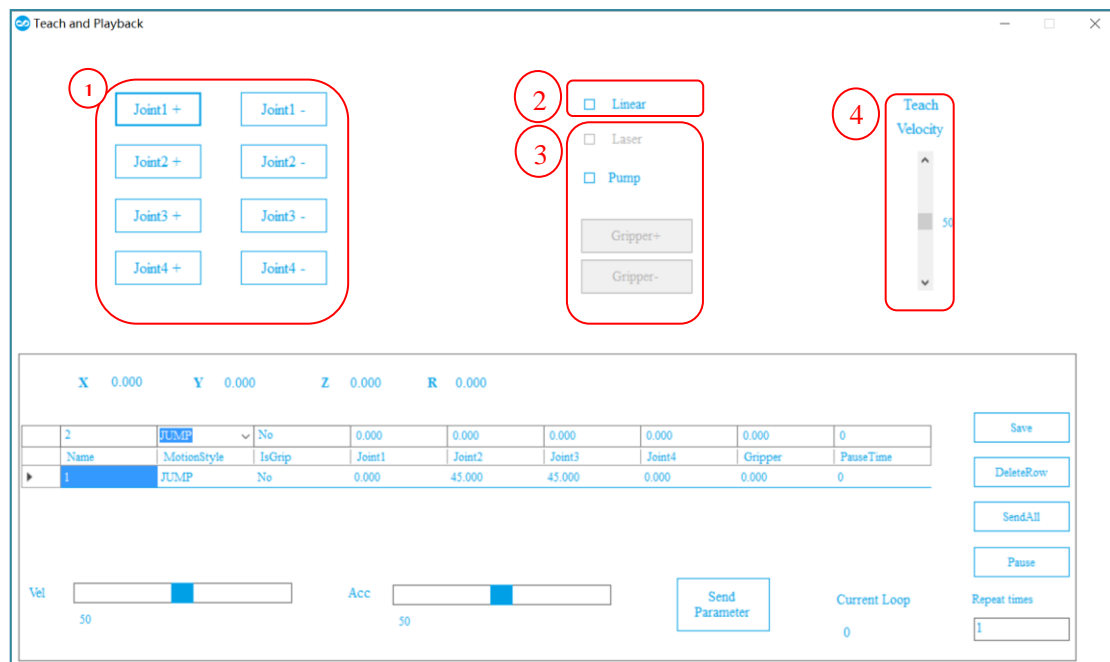 Teach and Playback
1
Joint1 +
Joint1 -
Joint2 +
Joint2 -
Joint3 +
Joint3 -
Joint4 +
Joint4 -
2
Linear
3
Laser
Pump
Gripper+
Gripper-
4
Teach
Velocity
50
X 0.000 Y 0.000 Z 0.000 R 0.000
2 JUMP No 0.000 0.000 0.000 0.000 0.000 0
Name MotionStyle IsGrip Joint1 Joint2 Joint3 Joint4 Gripper PauseTime
1 JUMP No 0.000 45.000 45.000 0.000 0.000 0
Save
DeleteRow
SendAll
Pause
Vel
50
Acc
50
Send
Parameter
Current Loop
0
Repeat times
1